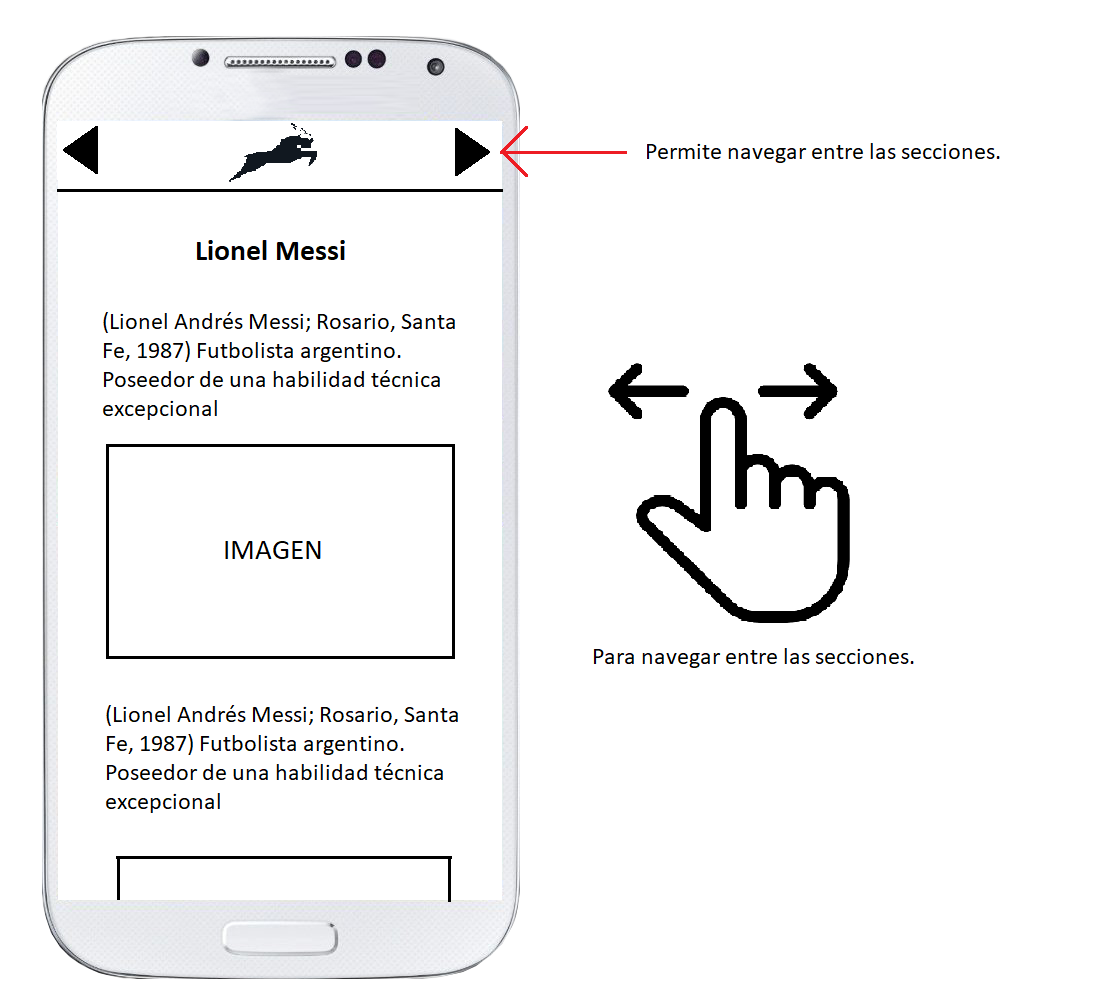 Permite navegar entre las secciones.
Lionel Messi
(Lionel Andrés Messi; Rosario, Santa
Fe, 1987) Futbolista argentino.
Poseedor de una habilidad técnica
excepcional
IMAGEN
Para navegar entre las secciones.
(Lionel Andrés Messi; Rosario, Santa
Fe, 1987) Futbolista argentino.
Poseedor de una habilidad técnica
excepcional